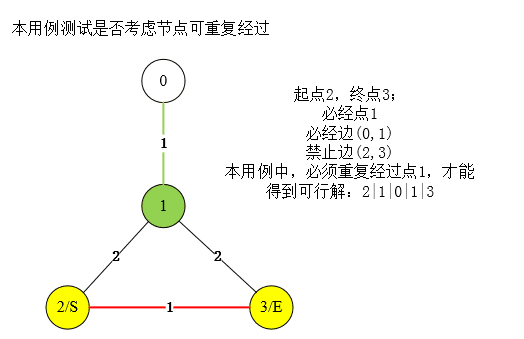 本用例测试是否考虑节点可重复经过
0
起点2，终点3；
必经点1
必经边(0,1)
禁止边(2,3)
本用例中，必须重复经过点1，才能
得到可行解：2|1|0|1|3
1
1
2
2
2/S
1
3/E